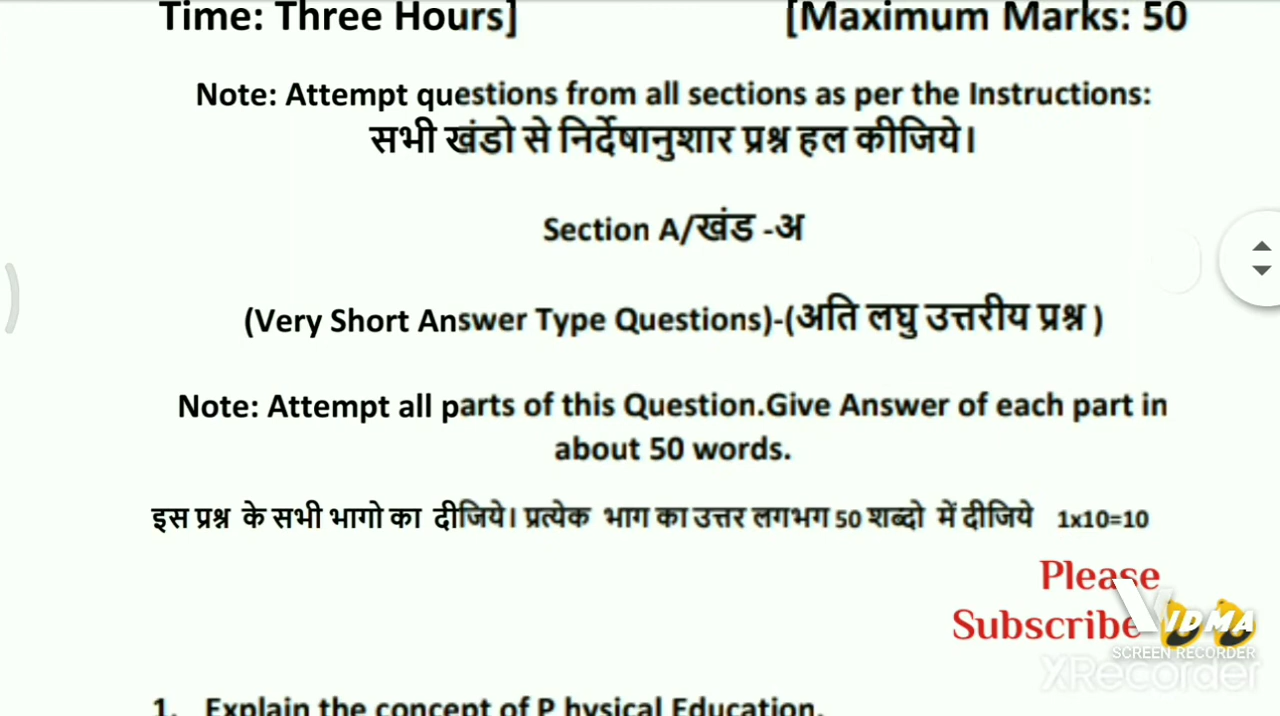 Time: Three Hours] [Maximum Marks: 50
Note: Attempt questions from all sections as per the Instructions:
सभी खंडो से निर्देषानुशार प्रश्न हल कीजिये।
Section A/खंड -अ
(Very Short Answer Type Questions)-(अति लघु उत्तरीय प्रश्न )
Note: Attempt all parts of this Question.Give Answer of each part in
about 50 words.
इस प्रश्न के सभी भागो का दीजिये। प्रत्येक भाग का उत्तर लगभग 50 शब्दो में दीजिये 1x10=10
Please
Subscribe
VIDMA
SCREEN RECORDER
XRecorder
1. Explain the concept of P hysical Education.